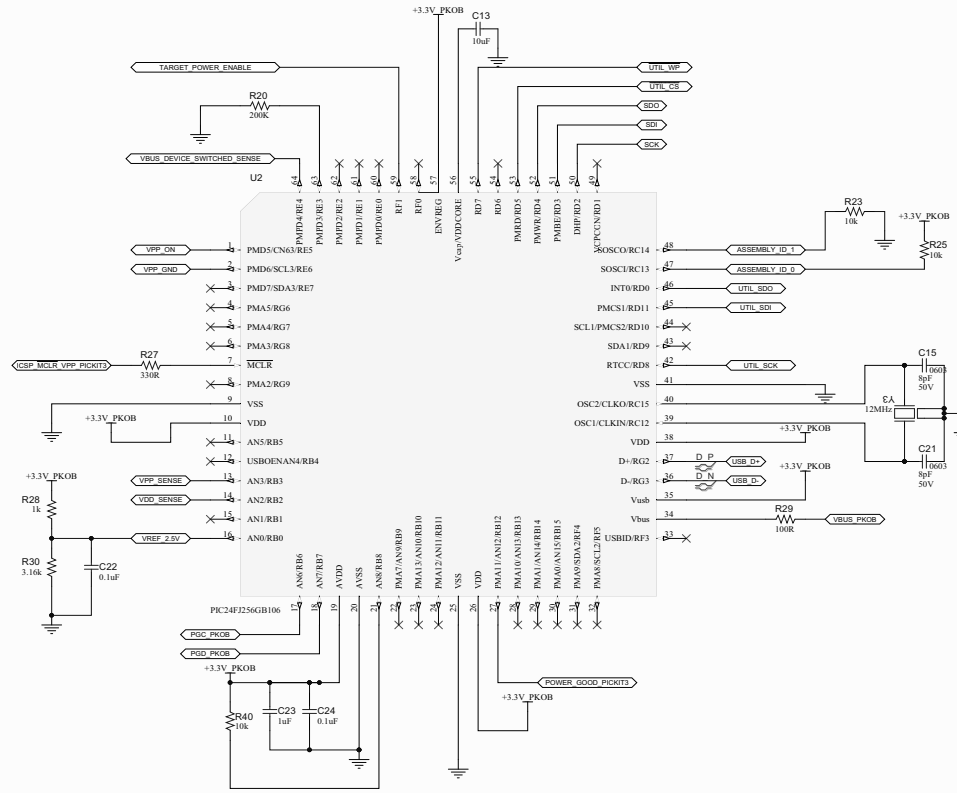 +3.3V_PKOB
C13
10uF
TARGET_POWER_ENABLE
UTIL_WP
UTIL_CS
R20
200K
SDO
SDI
SCK
VBUS_DEVICE_SWITCHED_SENSE
U2
64
63
62
61
60
59
58
57
56
55
54
53
52
51
50
49
PMPD4/RE4
PMPD3/RE3
PMPD2/RE2
PMPD1/RE1
PMPD0/RE0
RF1
RF0
ENVREG
Vcap/VDDCORE
RD7
RD6
PMRD/RD5
PMWR/RD4
PMBE/RD3
DHP/RD2
VCPCCN/RD1
R23
10k
+3.3V_PKOB
R25
10k
VPP_ON
1
PMD5/CN63/RE5
SOSCO/RC14
48
ASSEMBLY_ID_1
VPP_GND
2
PMD6/SCL3/RE6
SOSCI/RC13
47
ASSEMBLY_ID_0
3
PMD7/SDA3/RE7
INT0/RD0
46
UTIL_SDO
4
PMA5/RG6
PMCS1/RD11
45
UTIL_SDI
5
PMA4/RG7
SCL1/PMCS2/RD10
44
6
PMA3/RG8
SDA1/RD9
43
ICSP_MCLR_VPP_PICKIT3
R27
330R
7
MCLR
RTCC/RD8
42
UTIL_SCK
C15
0603
8pF
50V
8
PMA2/RG9
VSS
41
9
VSS
OSC2/CLKO/RC15
40
Y3
12MHz
+3.3V_PKOB
10
VDD
OSC1/CLKIN/RC12
39
+3.3V_PKOB
11
AN5/RB5
VDD
38
12
USBOENAN4/RB4
D+/RG2
37
D_P
USB_D+
C21
0603
8pF
50V
+3.3V_PKOB
13
AN3/RB3
VPP_SENSE
D-/RG3
36
D_N
USB_D-
+3.3V_PKOB
R28
1k
VDD_SENSE
14
AN2/RB2
Vusb
35
15
AN1/RB1
Vbus
34
R29
100R
VBUS_PKOB
VREF_2.5V
16
AN0/RB0
USBID/RF3
33
R30
3.16k
C22
0.1uF
AN6/RB6
AN7/RB7
AVDD
AVSS
AN8/RB8
PMA7/AN9/RB9
PMA13/AN10/RB10
PMA12/AN11/RB11
VSS
VDD
PMA11/AN12/RB12
PMA10/AN13/RB13
PMA1/AN14/RB14
PMA0/AN15/RB15
PMA9/SDA2/RF4
PMA8/SCL2/RF5
PIC24FJ256GB106
17
18
19
20
21
22
23
24
25
26
27
28
29
30
31
32
PGC_PKOB
PGD_PKOB
+3.3V_PKOB
POWER_GOOD_PICKIT3
+3.3V_PKOB
R40
10k
C23
1uF
C24
0.1uF